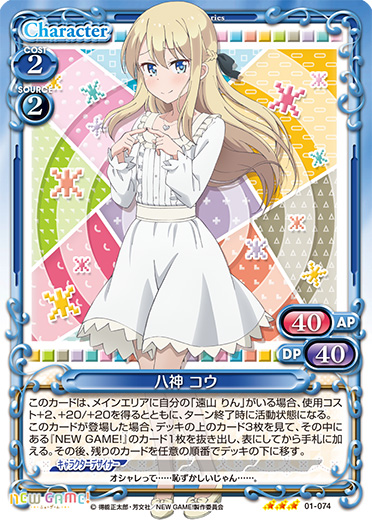 Character
COST
2
SOURCE
2
40 AP
DP 40
八神 コウ
このカードは、メインエリアに自分の「遠山 りん」がいる場合、使用コス
ト+2、+20/+20を得るとともに、ターン終了時に活動状態になる。
このカードが登場した場合、デッキの上のカード3枚を見て、その中に
ある『NEW GAME!』のカード1枚を抜き出し、表にしてから手札に加
える。その後、残りのカードを任意の順番でデッキの下に移す。
キャラクターデザイナー
オシャレって……恥ずかしいじゃん……。
new GAME!
© 得能正太郎・芳文社／NEW GAME!製作委員会
01-074